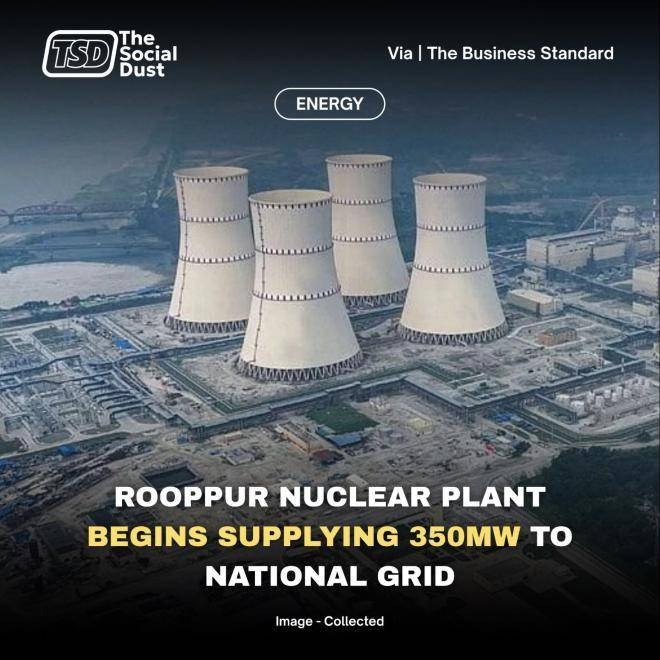 TSD The
Social
Dust
Via | The Business Standard
ENERGY
ROOPPUR NUCLEAR PLANT
BEGINS SUPPLYING 350MW TO
NATIONAL GRID
Image - Collected